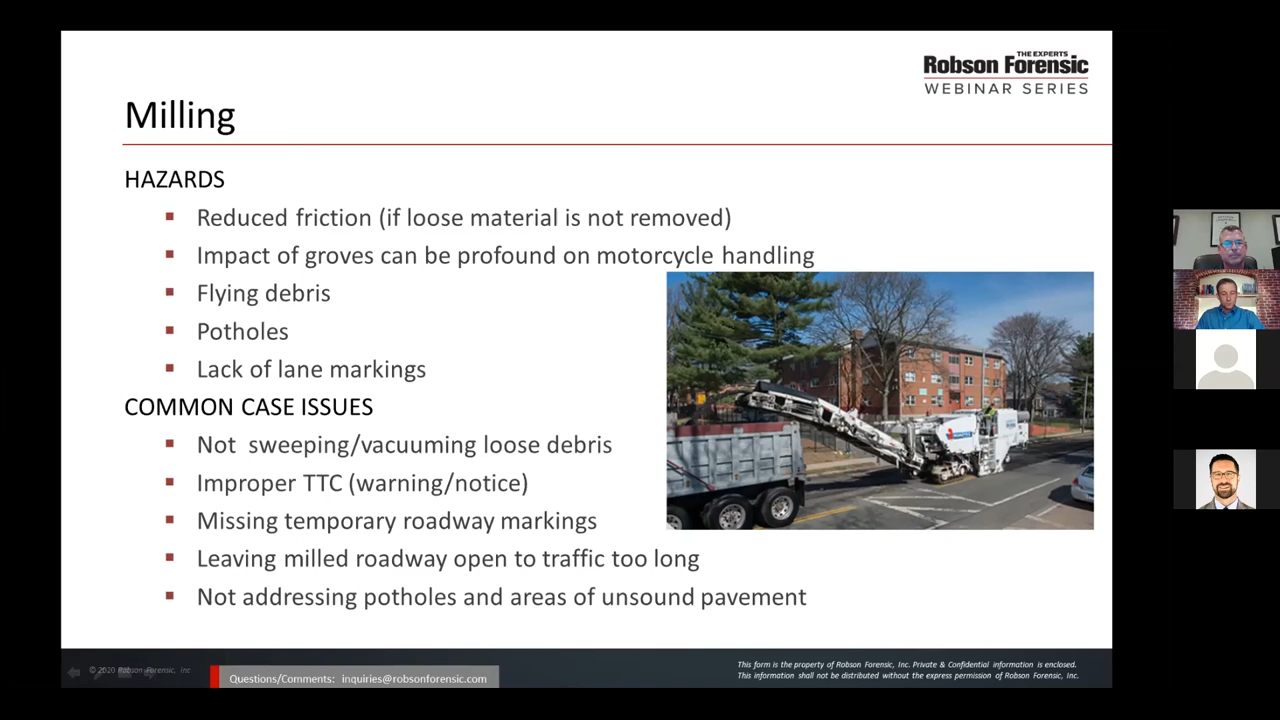 THE EXPERTS
Robson Forensic
WEBINAR SERIES
Milling
HAZARDS
Reduced friction (if loose material is not removed)
Impact of groves can be profound on motorcycle handling
Flying debris
Potholes
Lack of lane markings
COMMON CASE ISSUES
Not sweeping/vacuuming loose debris
Improper TTC (warning/notice)
Missing temporary roadway markings
Leaving milled roadway open to traffic too long
Not addressing potholes and areas of unsound pavement
© 2020 Robson Forensic, Inc
Questions/Comments: inquiries@robsonforensic.com
This form is the property of Robson Forensic, Inc. Private & Confidential information is enclosed.
This information shall not be distributed without the express permission of Robson Forensic, Inc.